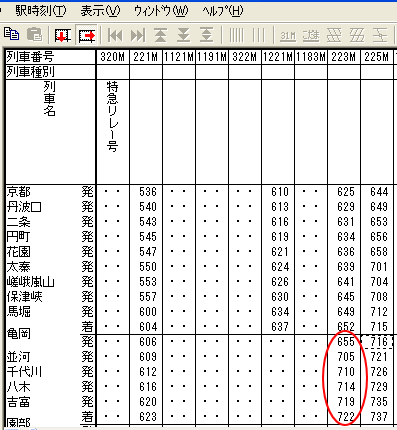 駅時刻(T) 表示(V) ウィンドウ(W) ヘルプ(H)
31M
列車番号 320M 221M 1121M 1191M 322M 1221M 1183M 223M 225M
列車種別
列車名 特急リレー号
京都 発 ・・ 536 ・・ ・・ ・・ 610 ・・ 625 644
丹波口 発 ・・ 540 ・・ ・・ ・・ 613 ・・ 629 649
二条 発 ・・ 543 ・・ ・・ ・・ 616 ・・ 631 653
円町 発 ・・ 545 ・・ ・・ ・・ 619 ・・ 634 656
花園 発 ・・ 547 ・・ ・・ ・・ 621 ・・ 636 658
太秦 発 ・・ 550 ・・ ・・ ・・ 624 ・・ 639 701
嵯峨嵐山 発 ・・ 553 ・・ ・・ ・・ 626 ・・ 641 704
保津峡 発 ・・ 557 ・・ ・・ ・・ 630 ・・ 645 708
馬堀 発 ・・ 600 ・・ ・・ ・・ 634 ・・ 649 712
亀岡 着 ・・ 604 ・・ ・・ ・・ 637 ・・ 652 715
発 ・・ 606 ・・ ・・ ・・ ・・ ・・ 655 716
並河 発 ・・ 609 ・・ ・・ ・・ ・・ ・・ 705 721
千代川 発 ・・ 612 ・・ ・・ ・・ ・・ ・・ 710 726
八木 発 ・・ 616 ・・ ・・ ・・ ・・ ・・ 714 729
吉富 発 ・・ 620 ・・ ・・ ・・ ・・ ・・ 719 735
園部 着 ・・ 623 ・・ ・・ ・・ ・・ ・・ 722 737